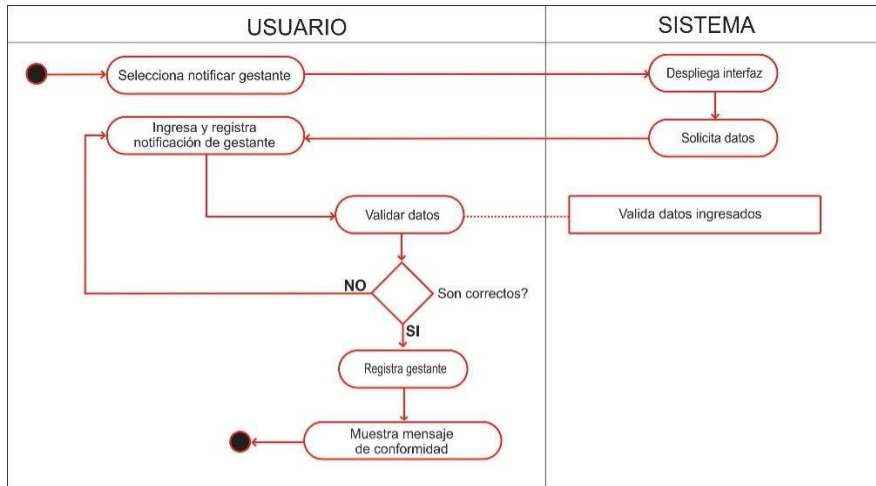 USUARIO
SISTEMA
Selecciona notificar gestante
Despliega interfaz
Ingresa y registra
notificación de gestante
Solicita datos
Validar datos
Valida datos ingresados
NO
Son correctos?
SI
Registra gestante
Muestra mensaje
de conformidad